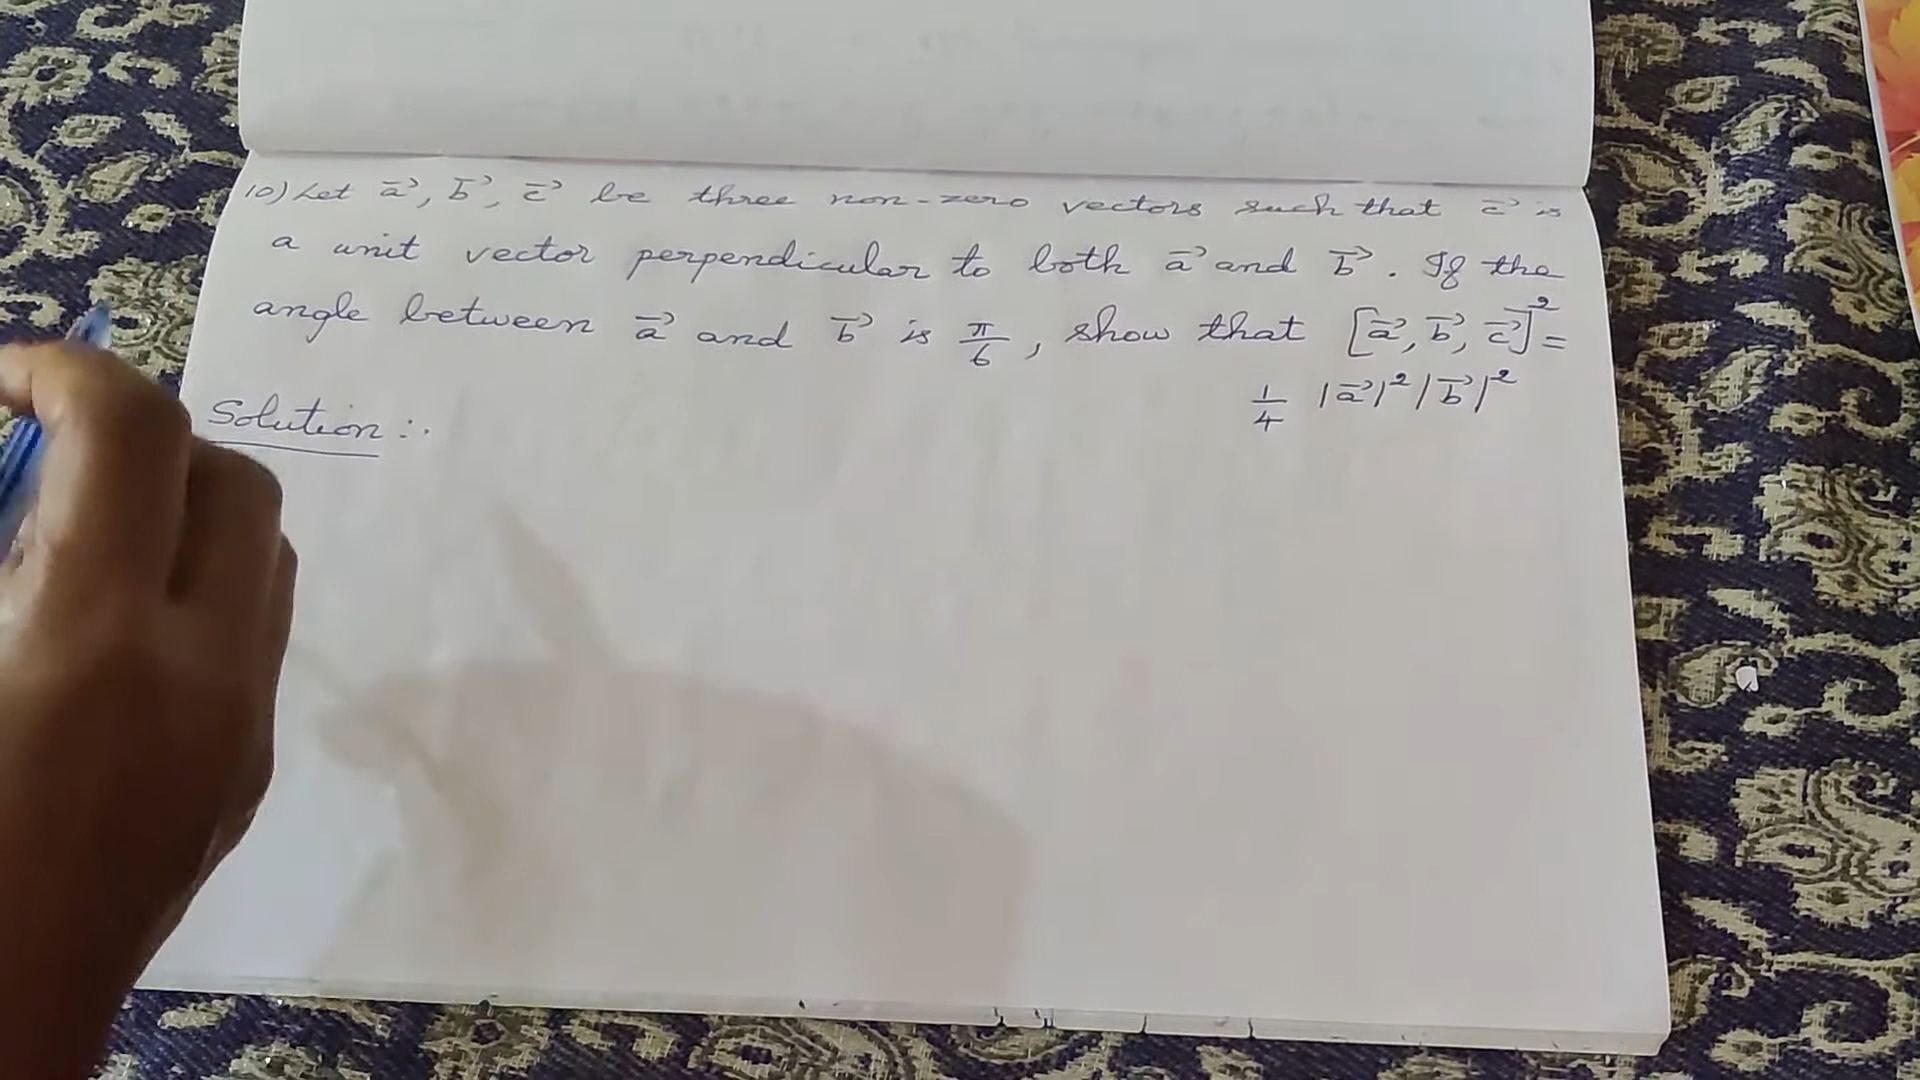 10) Let a⃗, b⃗, c⃗ be three non-zero vectors such that c⃗ is
a unit vector perpendicular to both a⃗ and b⃗. If the
angle between a⃗ and b⃗ is π/6, show that [a⃗, b⃗, c⃗]² =
1/4 |a⃗|² |b⃗|²
Solution :.